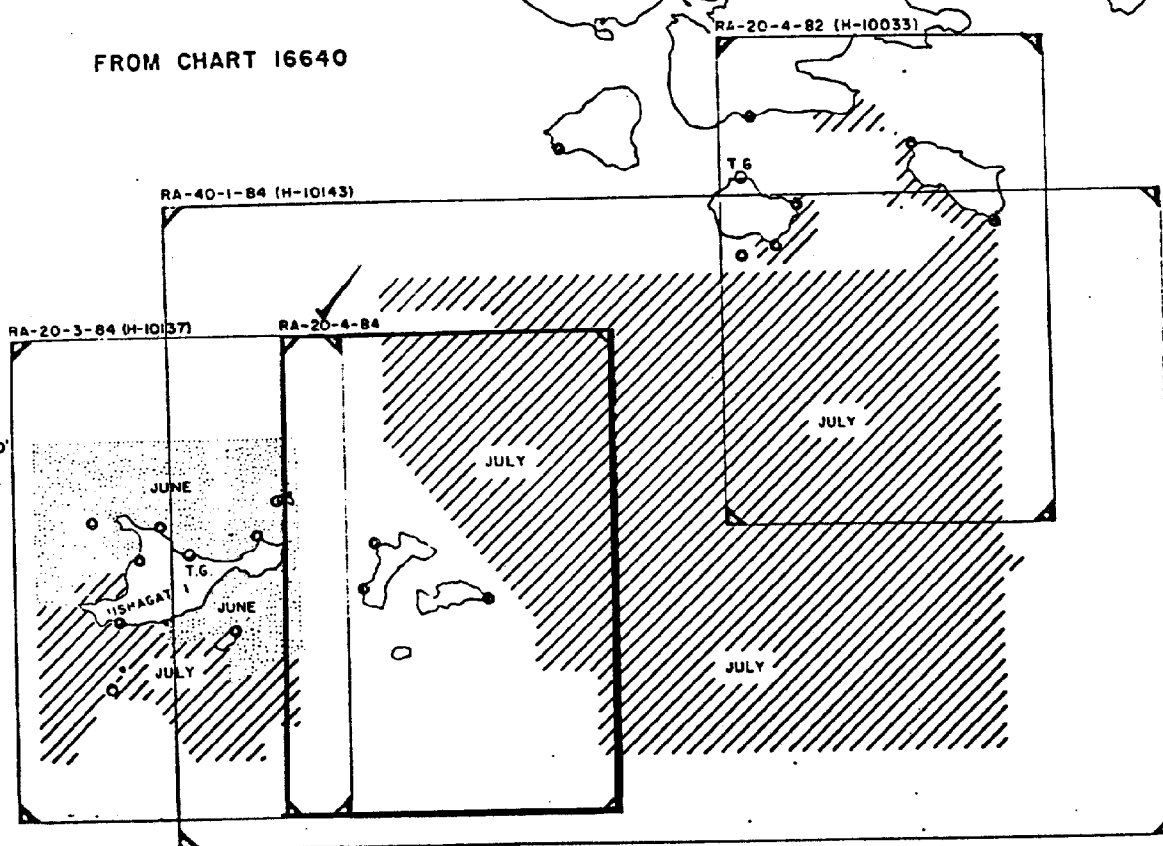 RA-20-4-82 (H-10033)
FROM CHART 16640
T.G
RA-40-1-84 (H-10143)
RA-20-3-84 (H-10137)
RA-20-4-84
JULY
JULY
JUNE
T.G.
USHAGAT I
JUNE
JULY
JULY